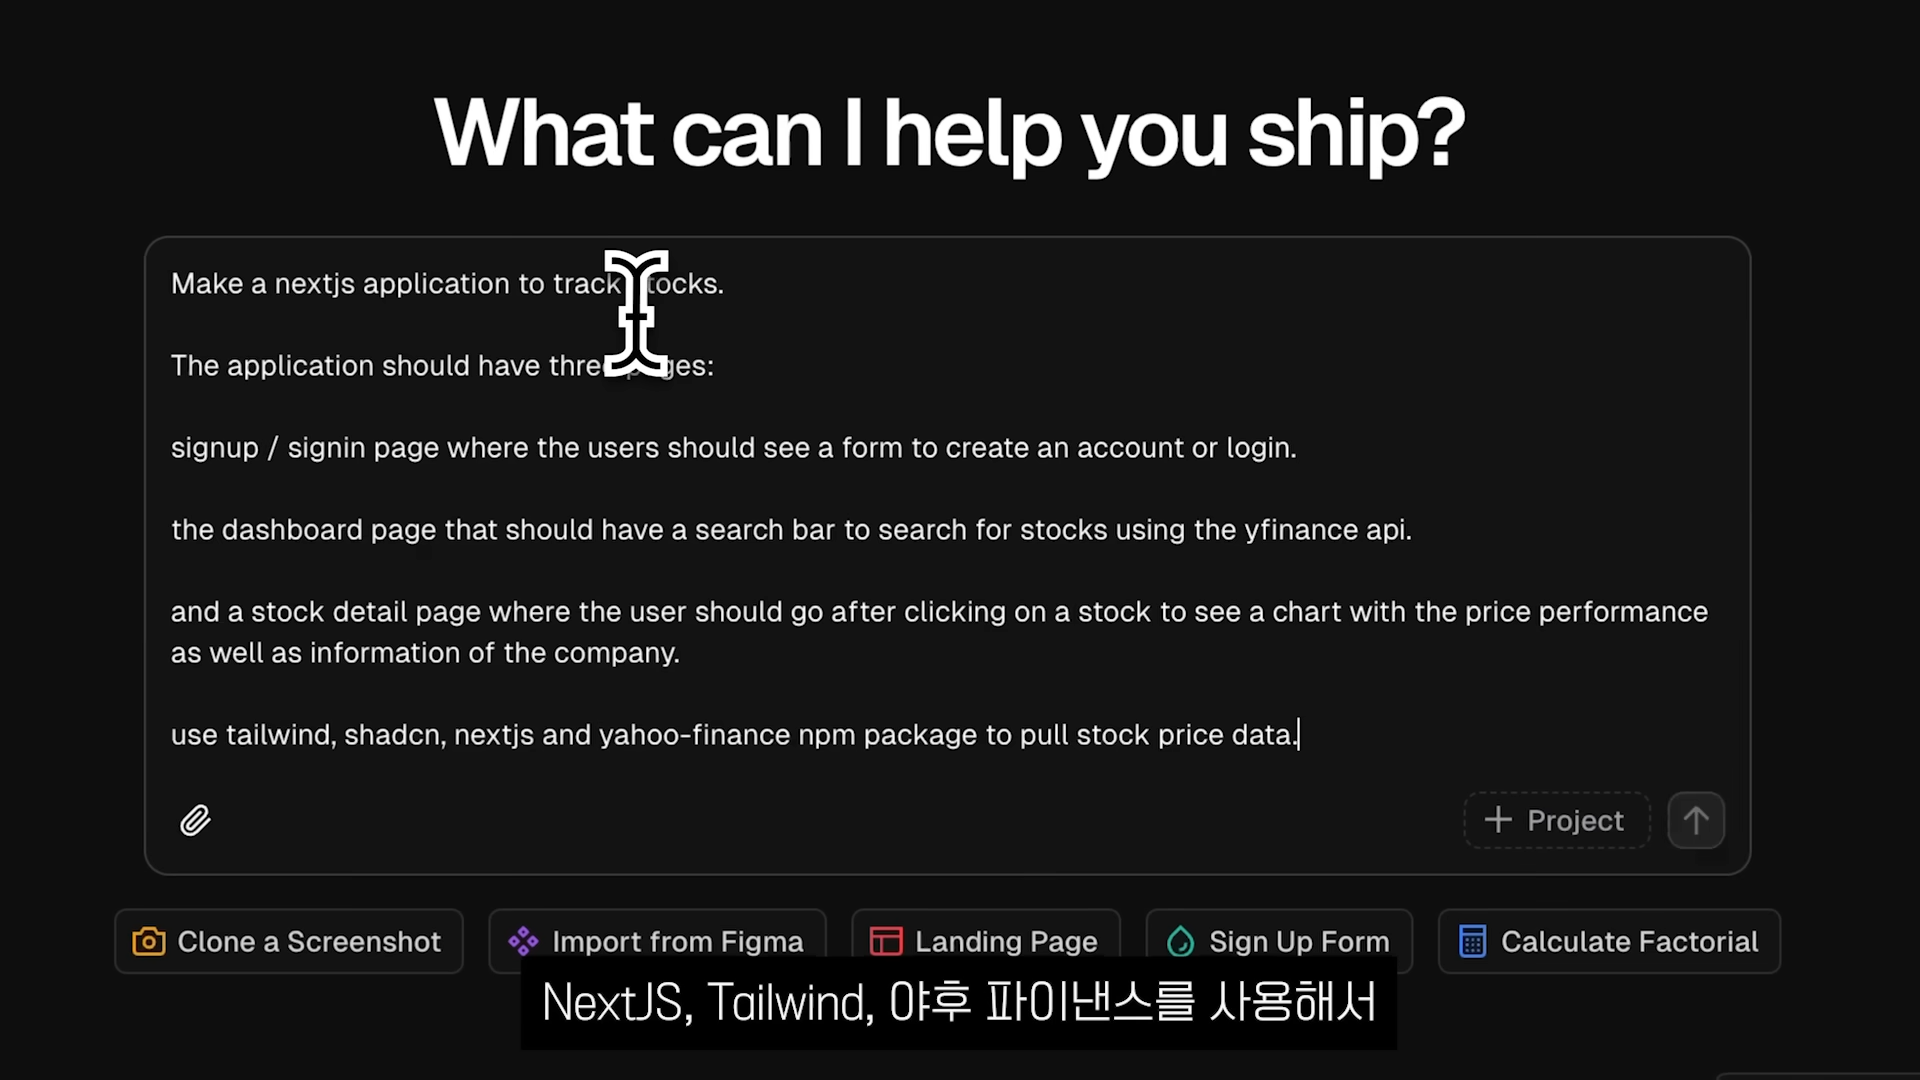 What can I help you ship?
Make a nextjs application to track stocks.
The application should have three pages:
signup / signin page where the users should see a form to create an account or login.
the dashboard page that should have a search bar to search for stocks using the yfinance api.
and a stock detail page where the user should go after clicking on a stock to see a chart with the price performance
as well as information of the company.
use tailwind, shadcn, nextjs and yahoo-finance npm package to pull stock price data.
Project
Clone a Screenshot
Import from Figma
Landing Page
Sign Up Form
Calculate Factorial
NextJS, Tailwind, 야후 파이낸스를 사용해서